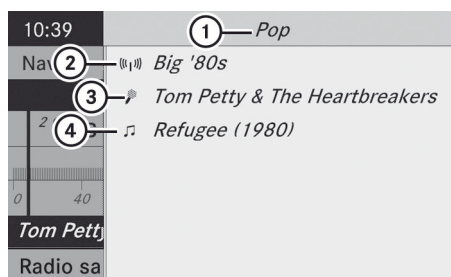 10:39
1 Pop
Nav 2 Big '80s
3 Tom Petty & The Heartbreakers
2 4 Refugee (1980)
0 40
Tom Petty
Radio sa